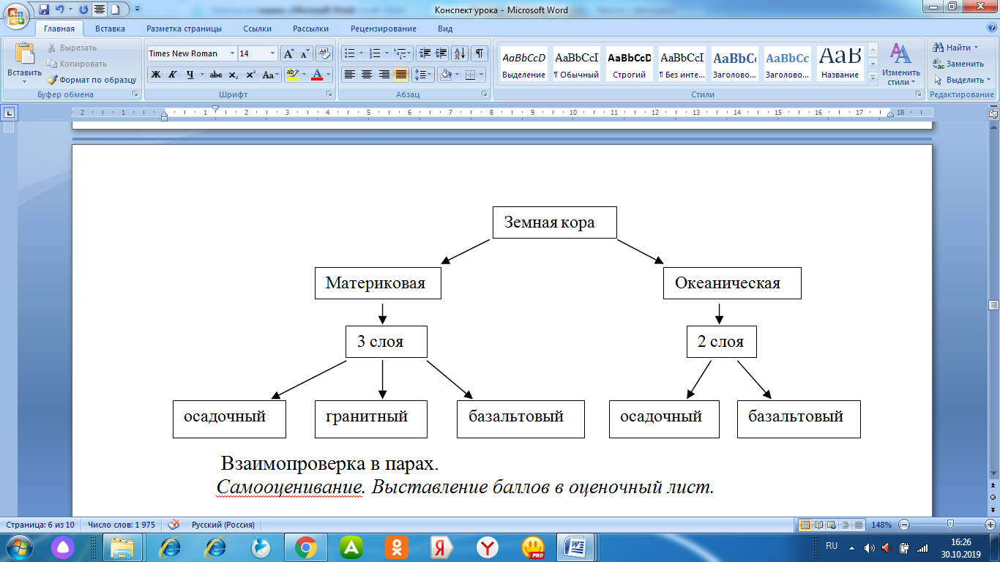 Конспект урока - Microsoft Word
Главная Вставка Разметка страницы Ссылки Рассылки Рецензирование Вид
Вставить
Вырезать
Копировать
Формат по образцу
Буфер обмена
Times New Roman 14
Ж К Ч abc x₂ x² Aa
Шрифт
Абзац
AaBbCcD AaBbCcI AaBbCcD AaBbCcI AaBbC AaBbCc AaB
Выделение ¶ Обычный Строгий ¶ Без инте... Заголово... Заголово... Название
Изменить стили
Стили
Найти
Заменить
Выделить
Редактирование
2 1 1 2 3 4 5 6 7 8 9 10 11 12 13 14 15 16 17 18
Земная кора
Материковая Океаническая
3 слоя 2 слоя
осадочный гранитный базальтовый осадочный базальтовый
Взаимопроверка в парах.
Самооценивание. Выставление баллов в оценочный лист.
Страница: 6 из 10 Число слов: 1 975 Русский (Россия) 148%
RU 16:26
30.10.2019